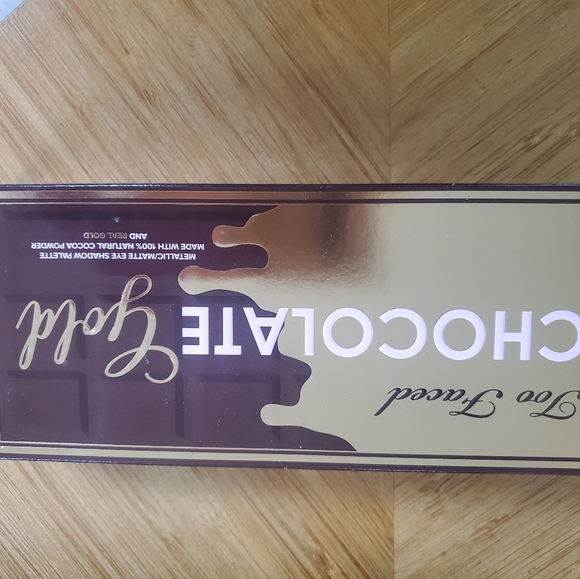 Too Faced
CHOCOLATE
Gold
METALLIC/MATTE EYE SHADOW PALETTE
MADE WITH 100% NATURAL COCOA POWDER
AND REAL GOLD